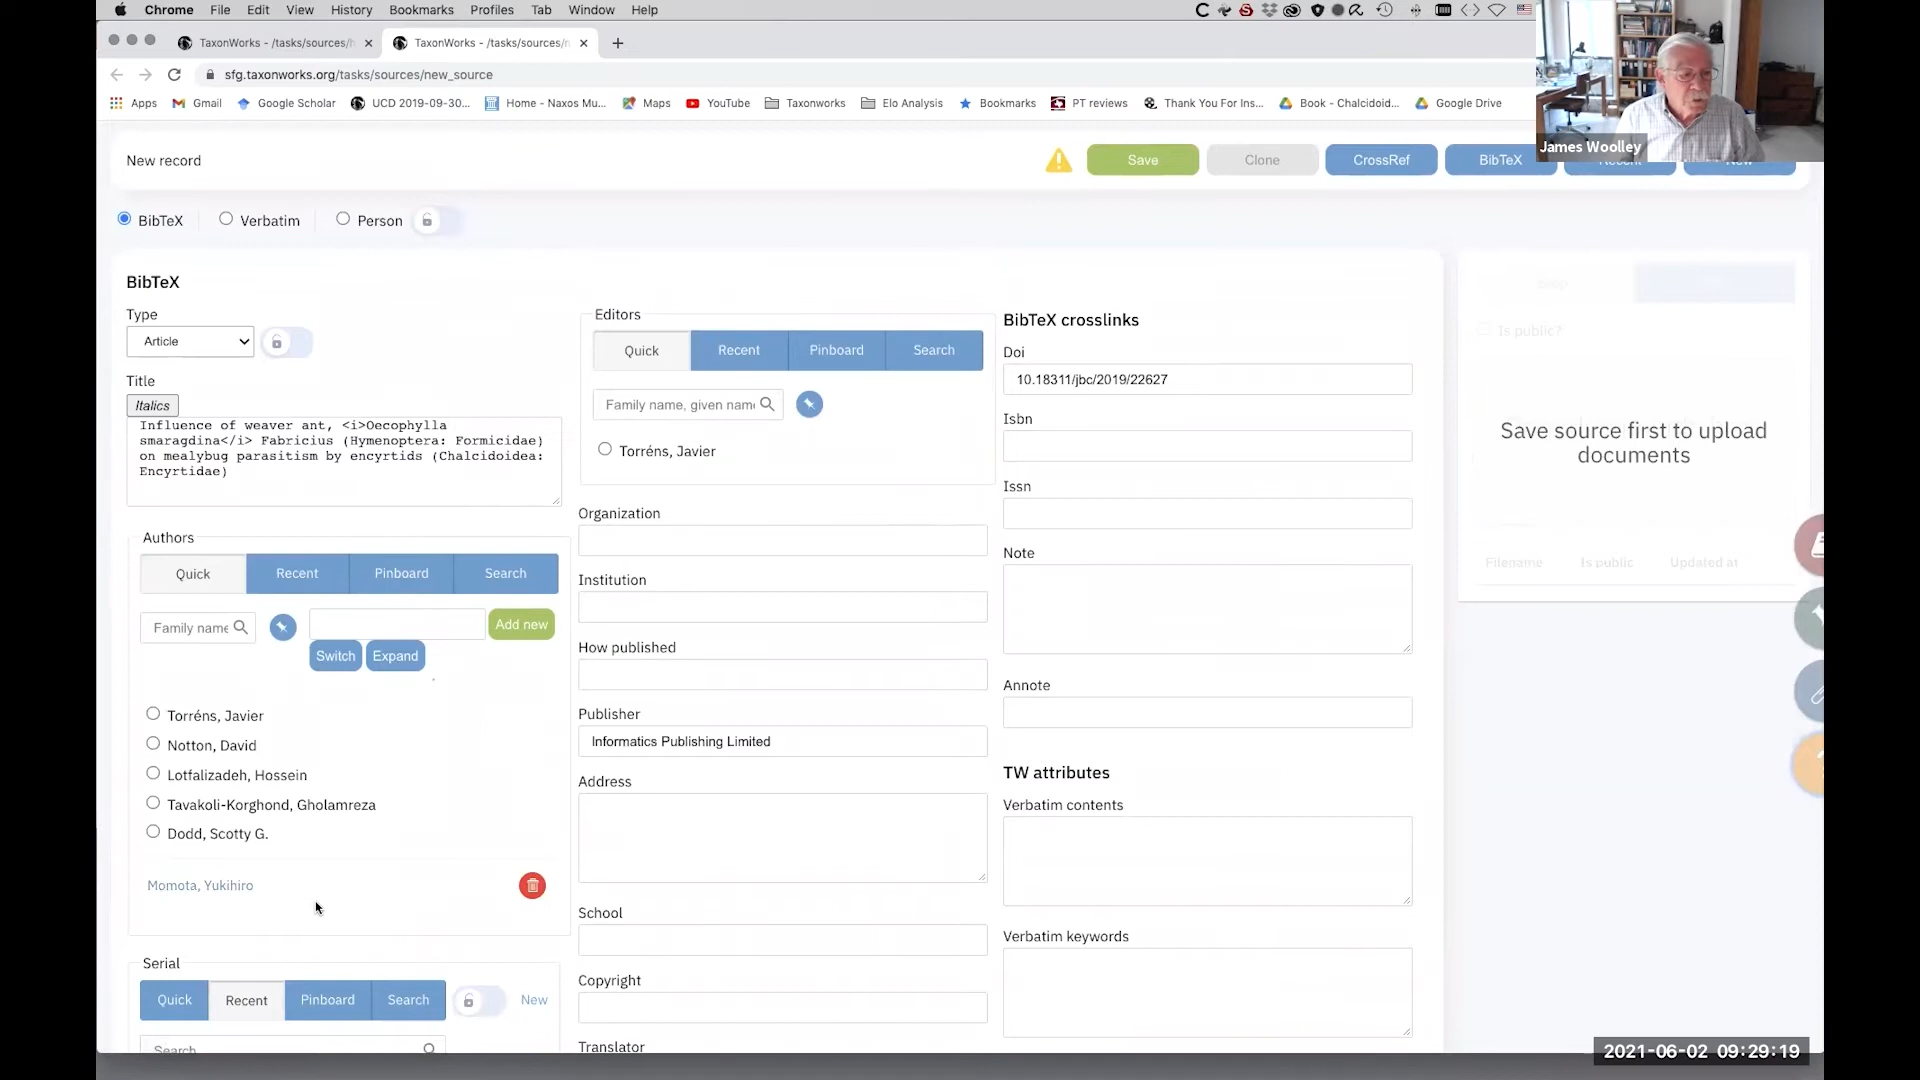 Chrome File Edit View History Bookmarks Profiles Tab Window Help
TaxonWorks - /tasks/sources/h
TaxonWorks - /tasks/sources/n
sfg.taxonworks.org/tasks/sources/new_source
Apps Gmail Google Scholar UCD 2019-09-30... Home - Naxos Mu... Maps YouTube Taxonworks Elo Analysis Bookmarks PT reviews Thank You For Ins... Book - Chalcidoid... Google Drive
James Woolley
New record
Save Clone CrossRef BibTeX Recent New
BibTeX Verbatim Person
BibTeX
Type
Article
Title
Italics
Influence of weaver ant, <i>Oecophylla
smaragdina</i> Fabricius (Hymenoptera: Formicidae)
on mealybug parasitism by encyrtids (Chalcidoidea:
Encyrtidae)
Authors
Quick Recent Pinboard Search
Family name
Add new
Switch Expand
Torréns, Javier
Notton, David
Lotfalizadeh, Hossein
Tavakoli-Korghond, Gholamreza
Dodd, Scotty G.
Momota, Yukihiro
Serial
Quick Recent Pinboard Search New
Search
Editors
Quick Recent Pinboard Search
Family name, given name
Torréns, Javier
Organization
Institution
How published
Publisher
Informatics Publishing Limited
Address
School
Copyright
Translator
BibTeX crosslinks
Doi
10.18311/jbc/2019/22627
Isbn
Issn
Note
Annote
TW attributes
Verbatim contents
Verbatim keywords
Is public?
Save source first to upload
documents
Filename Is public Updated at
2021-06-02 09:29:19